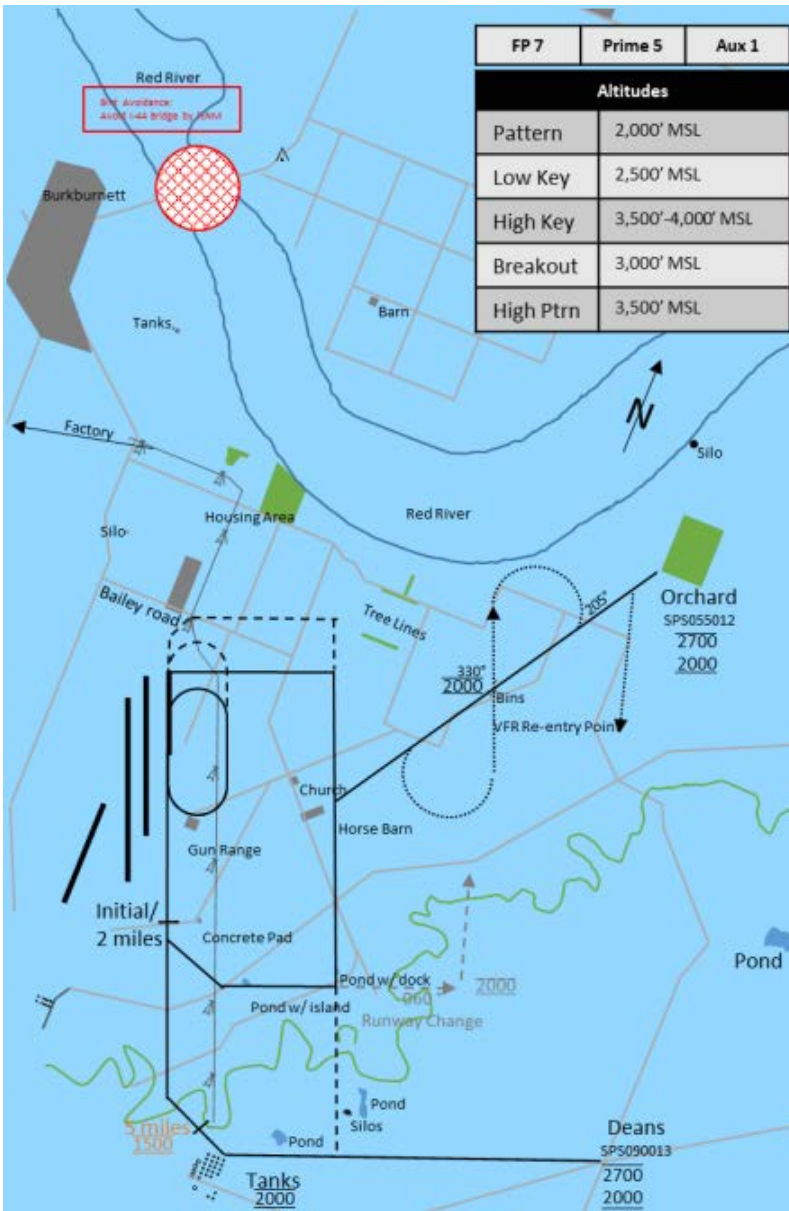 FP 7 Prime 5 Aux 1
Altitudes
Pattern 2,000' MSL
Low Key 2,500' MSL
High Key 3,500'-4,000' MSL
Breakout 3,000' MSL
High Ptrn 3,500' MSL
Red River
Avoidance:
Avoid I-44 Bridge by
Burkburnett
Tanks
Barn
N
Factory
Silo
Silo
Housing Area
Red River
Bailey road
Tree Lines
205°
Orchard
SPS055012
2700
2000
330°
2000
Bins
VFR Re-entry Point
Church
Horse Barn
Gun Range
Initial/
2 miles
Concrete Pad
Pond
Pond w/ dock
060
2000
Pond w/ island
Runway Change
Pond
Silos
5 miles
1500
Pond
Deans
SPS090013
2700
2000
Tanks
2000